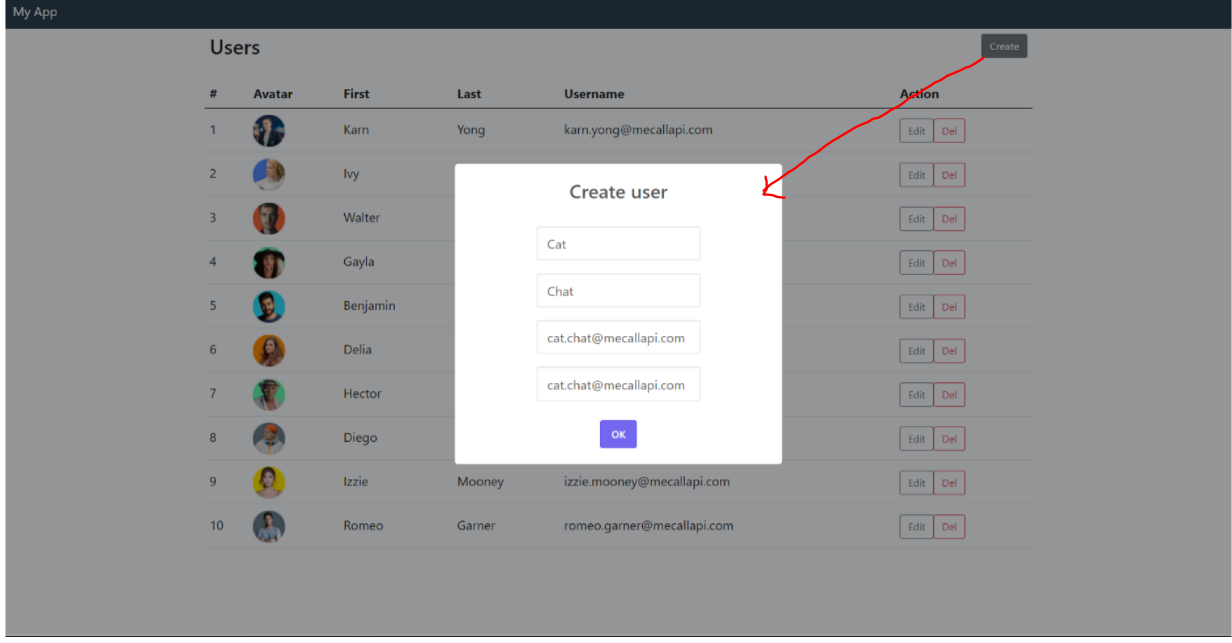 My App
Users Create
# Avatar First Last Username Action
1 Karn Yong karn.yong@mecallapi.com Edit Del
2 Ivy Edit Del
3 Walter Edit Del
4 Gayla Edit Del
5 Benjamin Edit Del
6 Delia Edit Del
7 Hector Edit Del
8 Diego Edit Del
9 Izzie Mooney izzie.mooney@mecallapi.com Edit Del
10 Romeo Garner romeo.garner@mecallapi.com Edit Del
Create user
Cat
Chat
cat.chat@mecallapi.com
cat.chat@mecallapi.com
OK